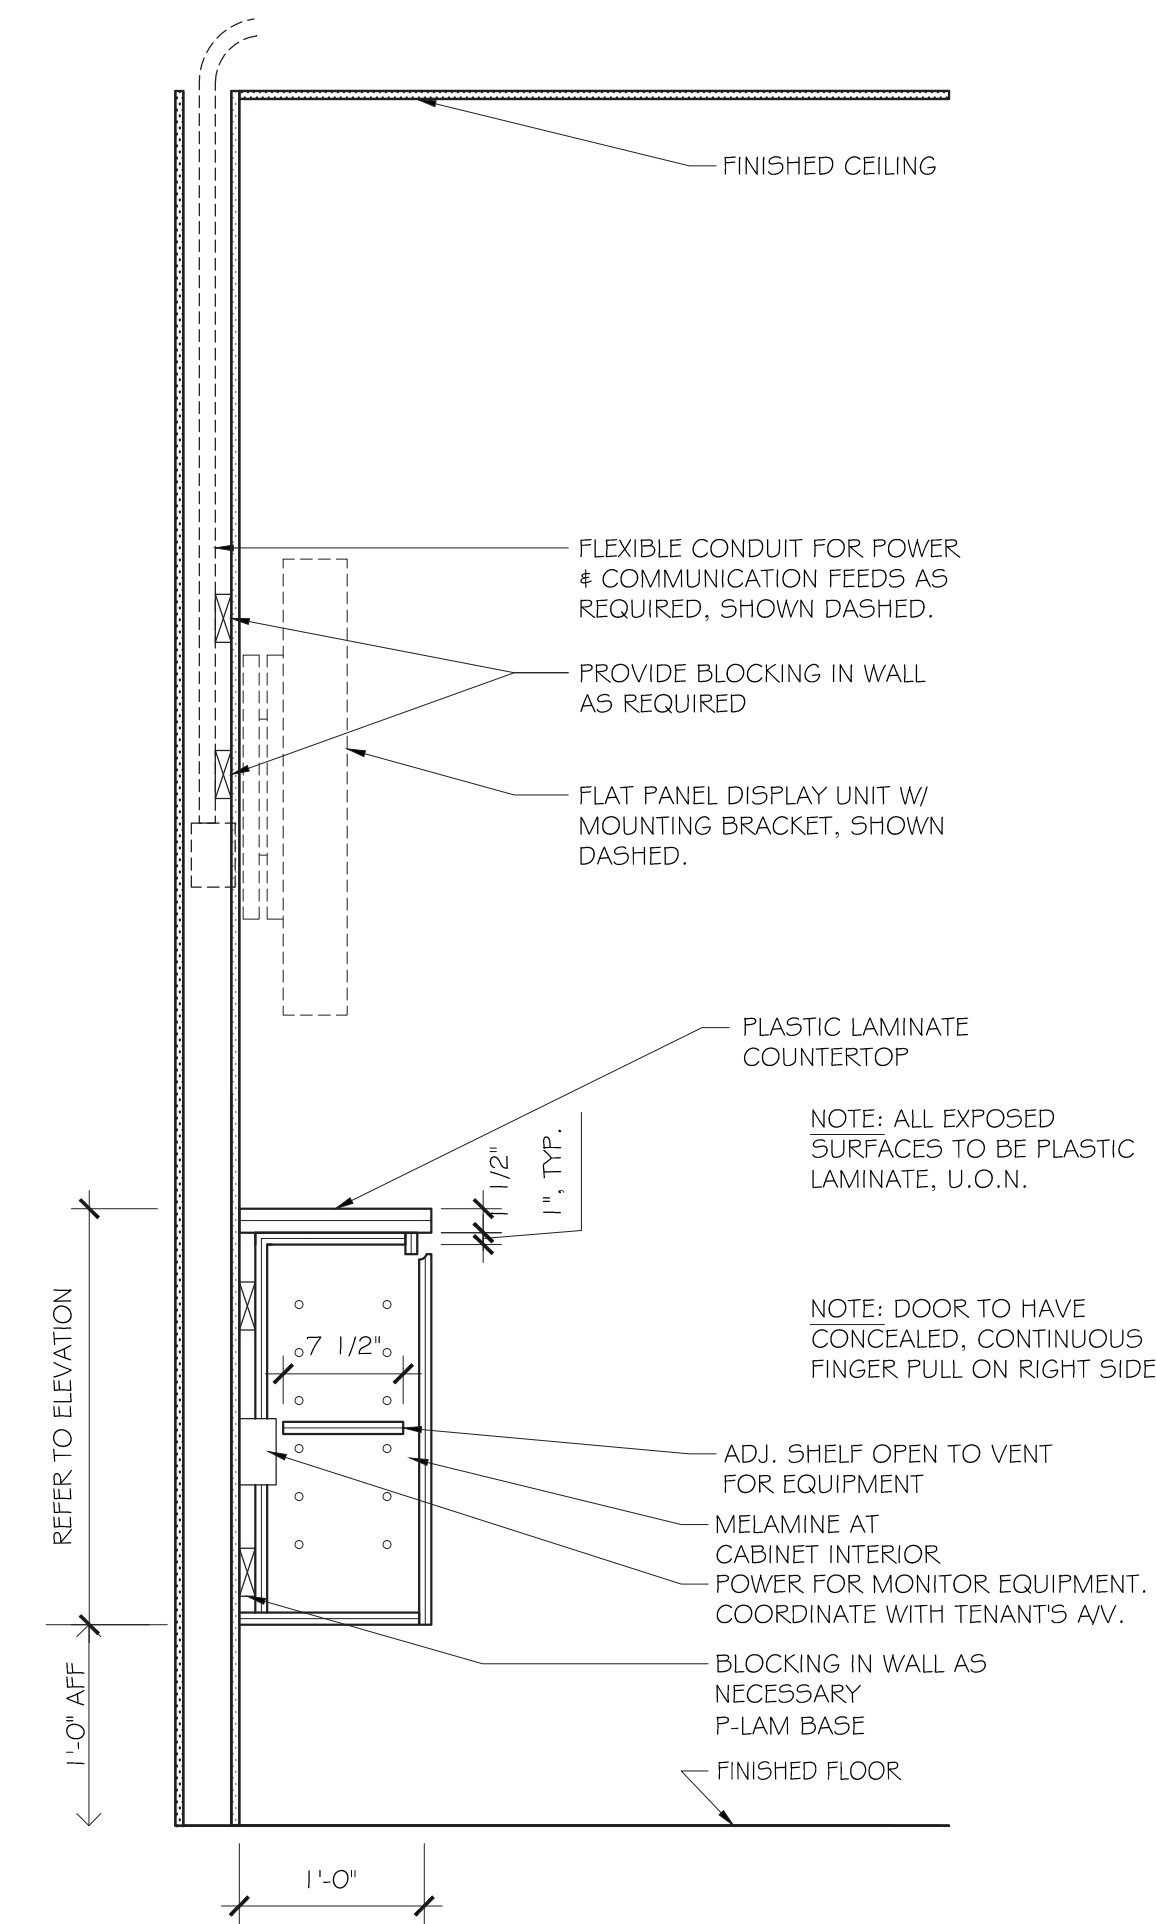 FINISHED CEILING
FLEXIBLE CONDUIT FOR POWER
& COMMUNICATION FEEDS AS
REQUIRED, SHOWN DASHED.
PROVIDE BLOCKING IN WALL
AS REQUIRED
FLAT PANEL DISPLAY UNIT W/
MOUNTING BRACKET, SHOWN
DASHED.
PLASTIC LAMINATE
COUNTERTOP
NOTE: ALL EXPOSED
SURFACES TO BE PLASTIC
LAMINATE, U.O.N.
1 1/2"
1", TYP.
NOTE: DOOR TO HAVE
CONCEALED, CONTINUOUS
FINGER PULL ON RIGHT SIDE
7 1/2"
REFER TO ELEVATION
ADJ. SHELF OPEN TO VENT
FOR EQUIPMENT
MELAMINE AT
CABINET INTERIOR
POWER FOR MONITOR EQUIPMENT.
COORDINATE WITH TENANT'S A/V.
BLOCKING IN WALL AS
NECESSARY
P-LAM BASE
1'-0" AFF
FINISHED FLOOR
1'-0"